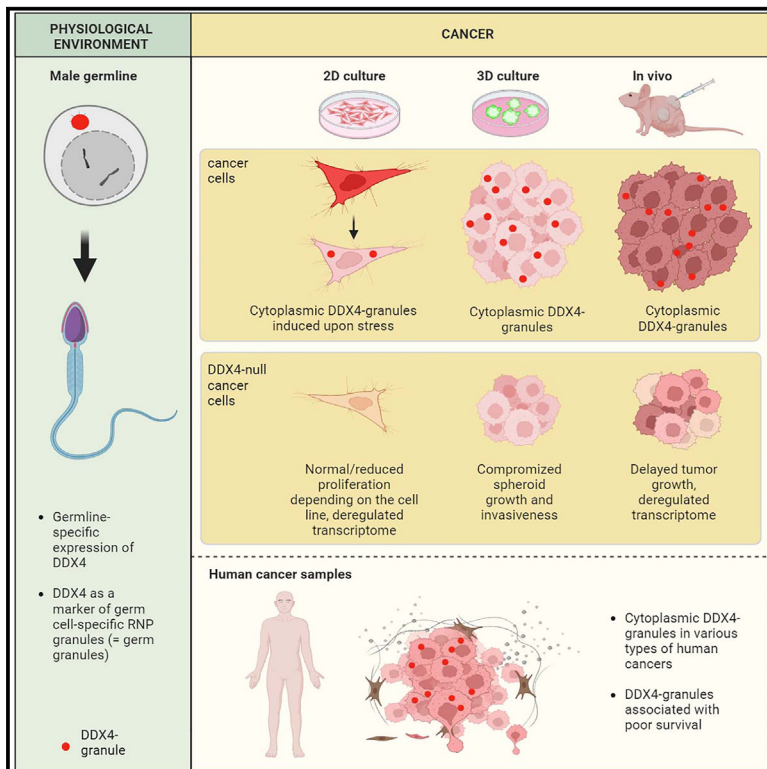 PHYSIOLOGICAL
ENVIRONMENT
CANCER
Male germline
2D culture
3D culture
In vivo
cancer
cells
Cytoplasmic DDX4-granules
induced upon stress
Cytoplasmic DDX4-
granules
Cytoplasmic
DDX4-granules
DDX4-null
cancer
cells
Normal/reduced
proliferation
depending on the cell
line, deregulated
transcriptome
Compromized
spheroid
growth and
invasiveness
Delayed tumor
growth,
deregulated
transcriptome
• Germline-
specific
expression of
DDX4
• DDX4 as a
marker of germ
cell-specific RNP
granules (= germ
granules)
DDX4-
granule
Human cancer samples
• Cytoplasmic DDX4-
granules in various
types of human
cancers
• DDX4-granules
associated with
poor survival